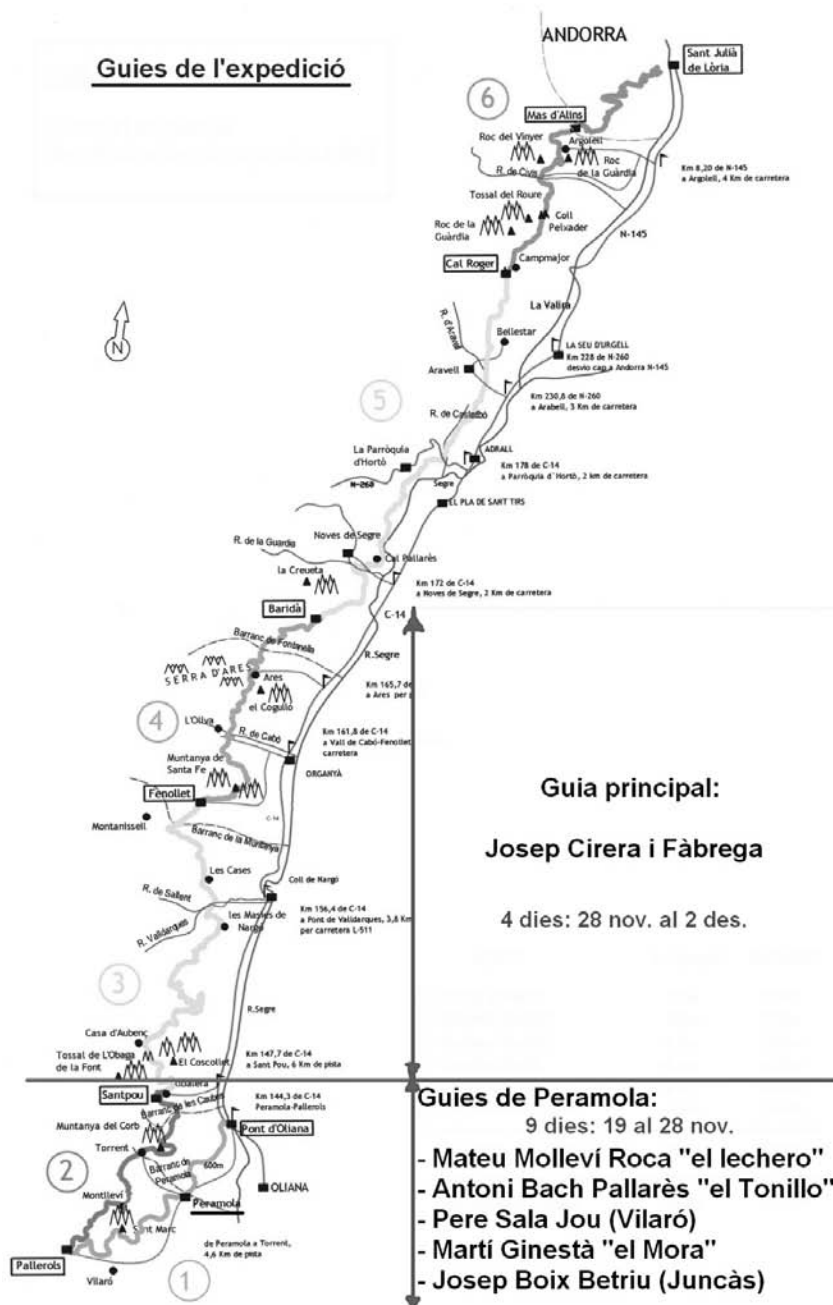 ANDORRA
Sant Julià
de Lòria
Guies de l'expedició
6
Mas d'Alins
Roc del Vinyer
Argolell
Roc
de la Guàrdia
R. de Civis
Km 8,20 de N-145
a Argolell, 4 Km de carretera
Tossal del Roure
Coll
Peixader
Roc de la
Guàrdia
N-145
Cal Roger
Campmajor
La Valira
N
Bellestar
LA SEU D'URGELL
Km 228 de N-260
desvio cap a Andorra N-145
Aravell
5
Km 230,8 de N-260
a Arabell, 3 Km de carretera
La Parròquia
d'Hortò
ADRALL
Km 178 de C-14
a Parròquia d'Hortò, 2 km de carretera
N-260
Segre
EL PLA DE SANT TIRS
Noves de Segre
R. de la Guardia
Cal Pallarès
la Creueta
Km 172 de C-14
a Noves de Segre, 2 Km de carretera
Baridà
C-14
Barranc de Fontanella
R.Segre
SERRA D'ARES
Ares
Km 165,7 de
a Ares per
el Cogulló
4
L'Oliva
R. de Cabó
Km 161,8 de C-14
a Vall de Cabó-Fenollet
carretera
Muntanya de
Santa Fe
ORGANYÀ
Fenollet
C-14
Montanissell
Barranc de la Muntanya
Guia principal:
Josep Cirera i Fàbrega
4 dies: 28 nov. al 2 des.
Les Cases
Coll de Nargó
R. de Sallent
Km 156,4 de C-14
a Pont de Valldarques, 3,8 Km
per carretera L-511
les Masies de
Nargó
R. Valldarques
3
R.Segre
Casa d'Aubenç
Tossal de L'Obaga
de la Font
El Coscollet
Km 147,7 de C-14
a Sant Pou, 6 Km de pista
Santpou
Km 144,3 de C-14
Peramola-Pallerols
Muntanya del Corb
Pont d'Oliana
Torrent
Barranc de
Peramola
600m
2
OLIANA
Montlleví
Peramola
Sant Marc
de Peramola a Torrent,
4,6 Km de pista
Pallerols
Vilaró
1
Guies de Peramola:
9 dies: 19 al 28 nov.
- Mateu Molleví Roca "el lechero"
- Antoni Bach Pallarès "el Tonillo"
- Pere Sala Jou (Vilaró)
- Martí Ginestà "el Mora"
- Josep Boix Betriu (Juncàs)